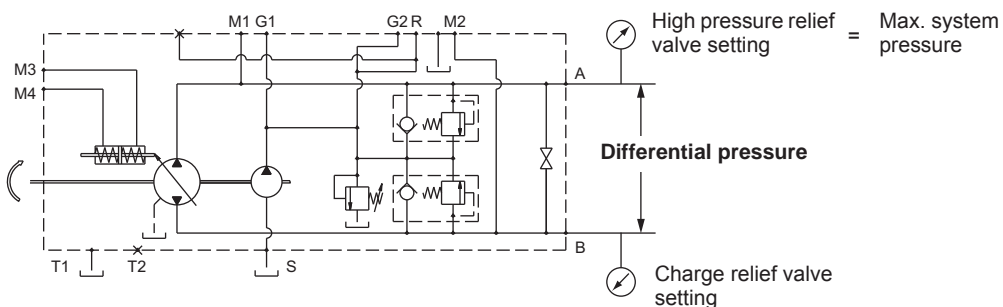 M1 G1 G2 R M2
High pressure relief valve setting = Max. system pressure
M3
M4
A
Differential pressure
B
T1 T2 S
Charge relief valve setting